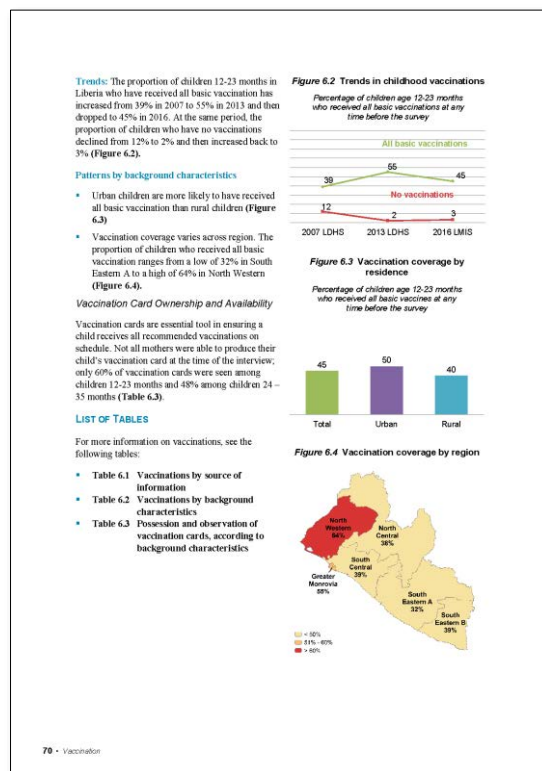 Trends: The proportion of children 12-23 months in
Liberia who have received all basic vaccination has
increased from 39% in 2007 to 55% in 2013 and then
dropped to 45% in 2016. At the same period, the
proportion of children who have no vaccinations
declined from 12% to 2% and then increased back to
3% (Figure 6.2).
Patterns by background characteristics
• Urban children are more likely to have received
all basic vaccination than rural children (Figure
6.3)
• Vaccination coverage varies across region. The
proportion of children who received all basic
vaccination ranges from a low of 32% in South
Eastern A to a high of 64% in North Western
(Figure 6.4).
Vaccination Card Ownership and Availability
Vaccination cards are essential tool in ensuring a
child receives all recommended vaccinations on
schedule. Not all mothers were able to produce their
child's vaccination card at the time of the interview;
only 60% of vaccination cards were seen among
children 12-23 months and 48% among children 24 –
35 months (Table 6.3).
LIST OF TABLES
For more information on vaccinations, see the
following tables:
• Table 6.1 Vaccinations by source of
information
• Table 6.2 Vaccinations by background
characteristics
• Table 6.3 Possession and observation of
vaccination cards, according to
background characteristics
Figure 6.2 Trends in childhood vaccinations
Percentage of children age 12-23 months
who received all basic vaccinations at any
time before the survey
All basic vaccinations
39
55
45
No vaccinations
12
2
3
2007 LDHS
2013 LDHS
2016 LMIS
Figure 6.3 Vaccination coverage by
residence
Percentage of children age 12-23 months
who received all basic vaccines at any
time before the survey
45
50
40
Total
Urban
Rural
Figure 6.4 Vaccination coverage by region
North
Western
64%
North
Central
38%
South
Central
39%
Greater
Monrovia
58%
South
Eastern A
32%
South
Eastern B
39%
< 50%
51% - 60%
> 60%
70 • Vaccination